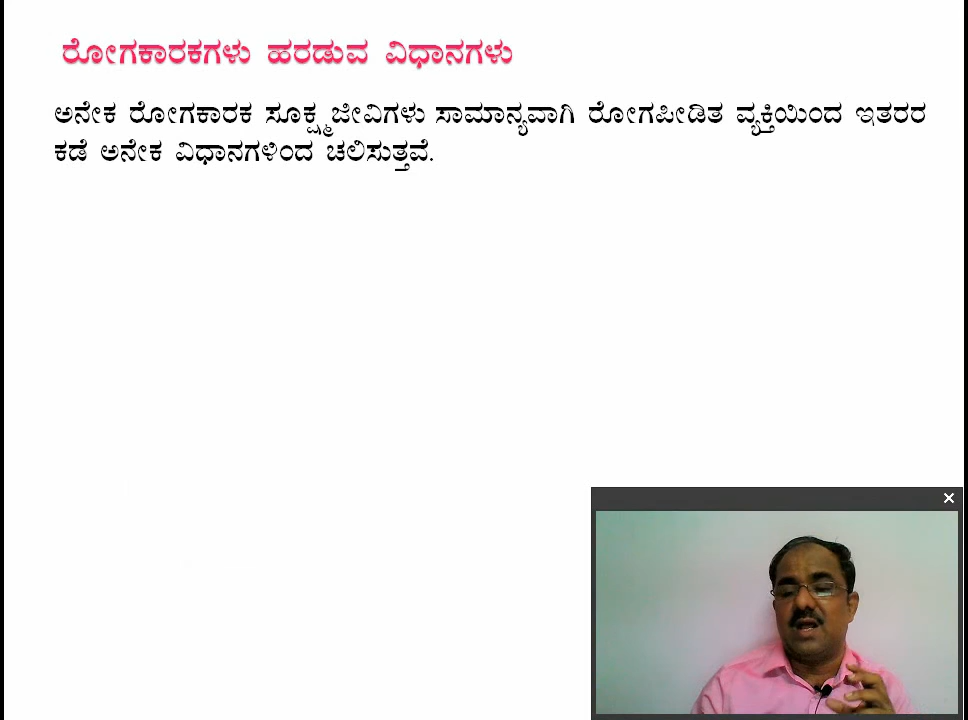 ರೋಗಕಾರಕಗಳು ಹರಡುವ ವಿಧಾನಗಳು
ಅನೇಕ ರೋಗಕಾರಕ ಸೂಕ್ಷ್ಮಜೀವಿಗಳು ಸಾಮಾನ್ಯವಾಗಿ ರೋಗಪೀಡಿತ ವ್ಯಕ್ತಿಯಿಂದ ಇತರರ
ಕಡೆ ಅನೇಕ ವಿಧಾನಗಳಿಂದ ಚಲಿಸುತ್ತವೆ.